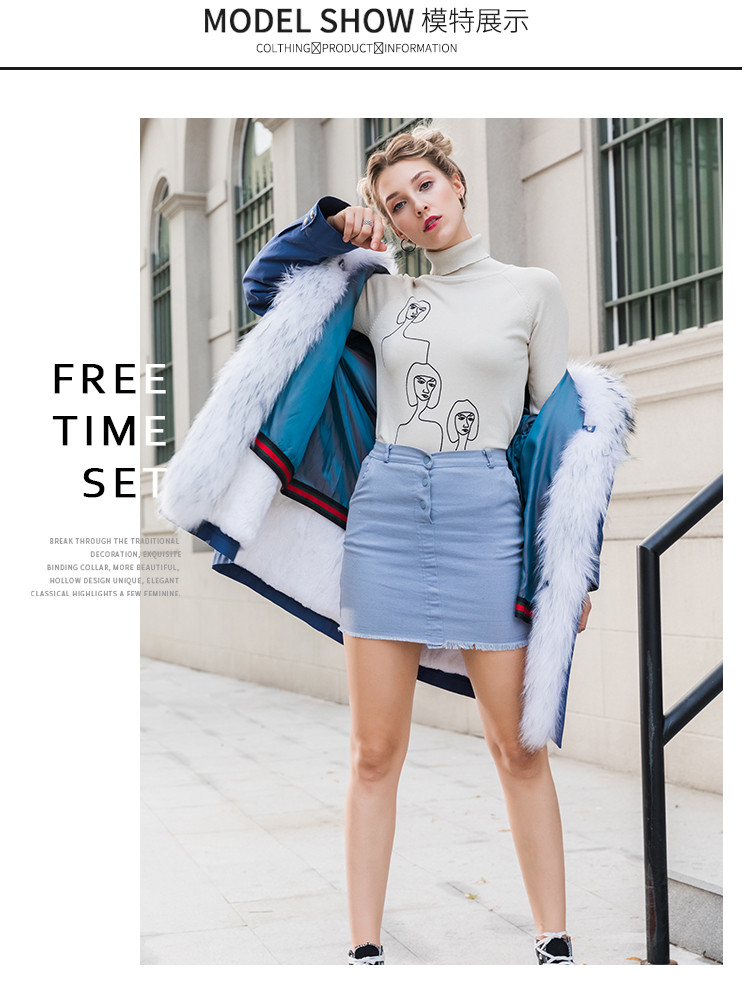 MODEL SHOW 模特展示
COLTHING☒PRODUCT☒INFORMATION
FREE
TIME
SET
BREAK THROUGH THE TRADITIONAL
DECORATION, EXQUISITE
BINDING COLLAR, MORE BEAUTIFUL,
HOLLOW DESIGN UNIQUE, ELEGANT
CLASSICAL HIGHLIGHTS A FEW FEMININE.